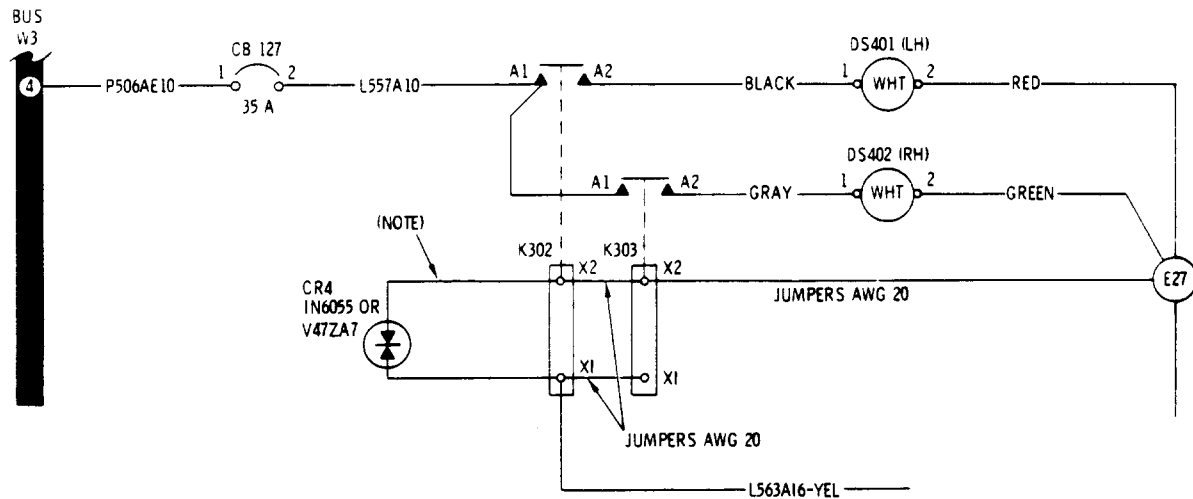 BUS
W3
4
P506AE10
CB 127
1 2
35 A
L557A10
A1 A2
BLACK
DS401 (LH)
1 WHT 2
RED
A1 A2
GRAY
DS402 (RH)
1 WHT 2
GREEN
(NOTE)
K302
K303
X2
X2
JUMPERS AWG 20
E27
CR4
IN6055 OR
V47ZA7
X1
X1
JUMPERS AWG 20
L563A16-YEL